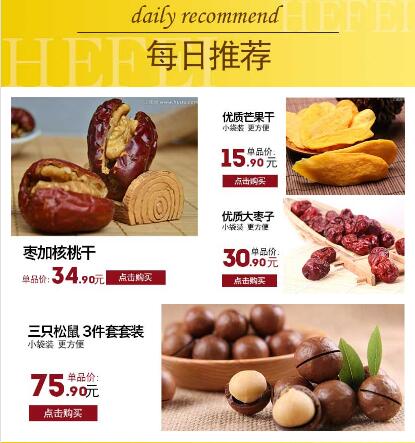 daily recommend
HEFEI
HEFEI
每日推荐
优质芒果干
小袋装 更方便
单品价:
15.90元
点击购买
枣加核桃干
单品价: 34.90元 点击购买
优质大枣子
小袋装 更方便
单品价:
30.90元
点击购买
三只松鼠 3件套套装
小袋装 更方便
单品价:
75.90元
点击购买